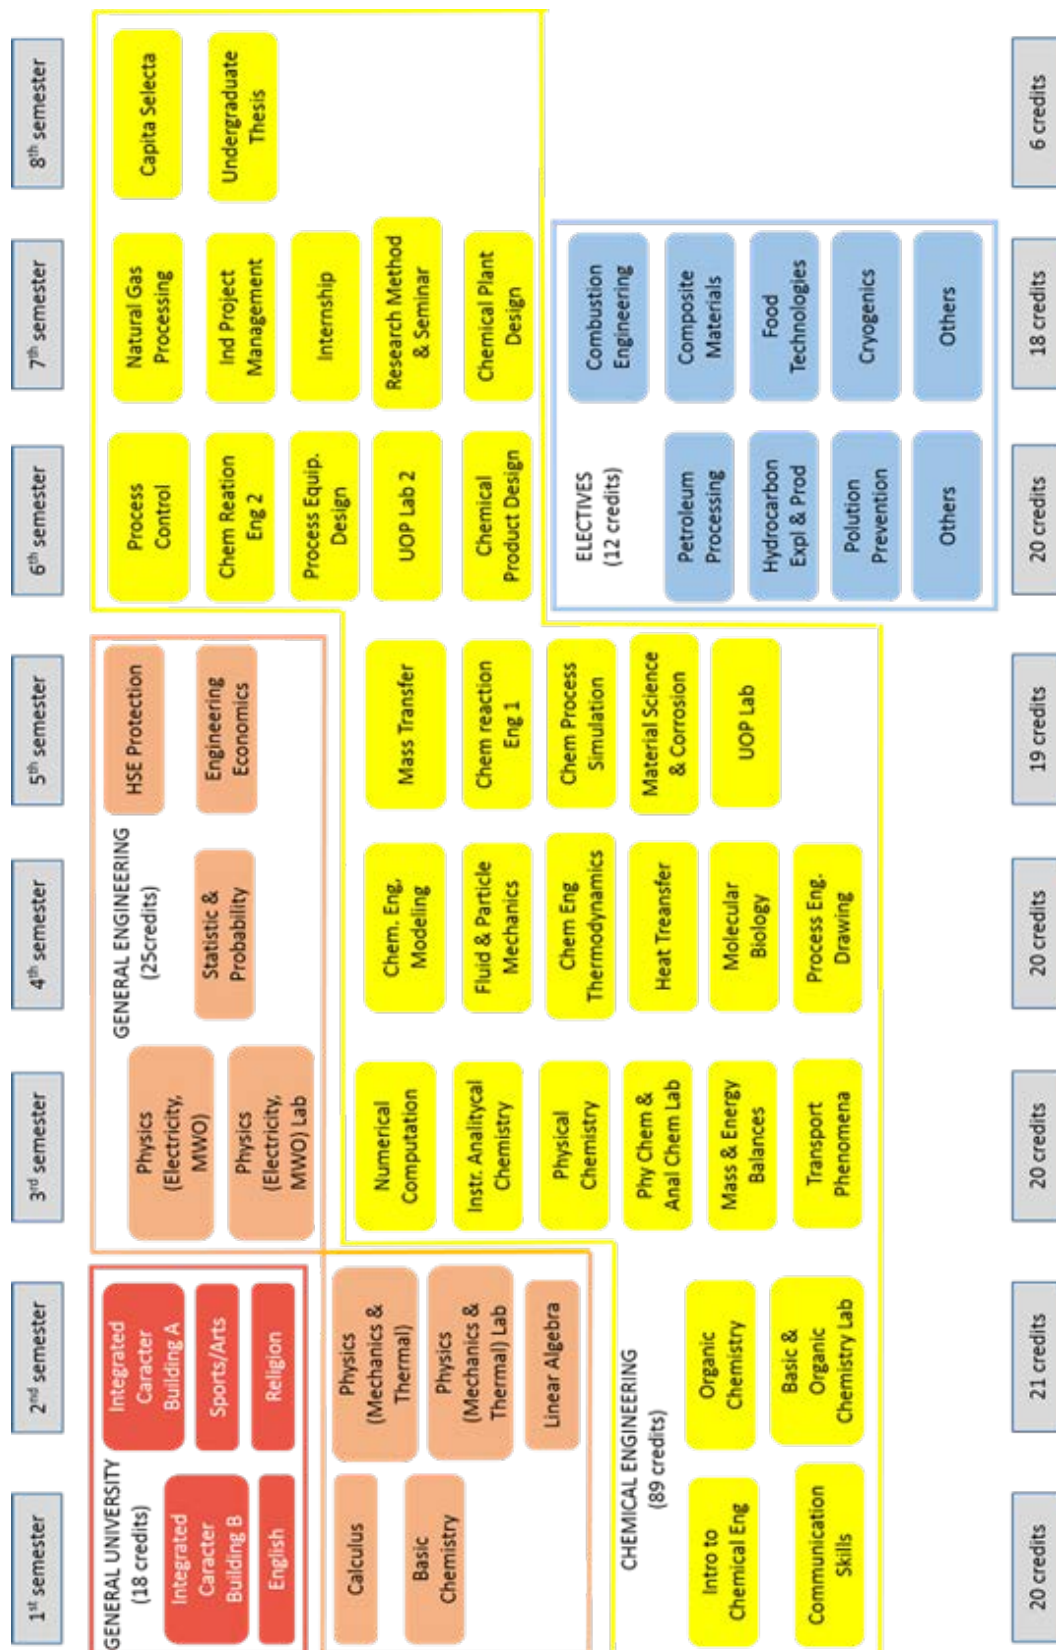 1st semester
2nd semester
3rd semester
4th semester
5th semester
6th semester
7th semester
8th semester
GENERAL UNIVERSITY
(18 credits)
Integrated
Caracter
Building B
English
Integrated
Caracter
Building A
Sports/Arts
Religion
GENERAL ENGINEERING
(25credits)
Calculus
Basic
Chemistry
Physics
(Mechanics &
Thermal)
Physics
(Mechanics &
Thermal) Lab
Linear Algebra
Physics
(Electricity,
MWO)
Physics
(Electricity,
MWO) Lab
Statistic &
Probability
HSE Protection
Engineering
Economics
CHEMICAL ENGINEERING
(89 credits)
Intro to
Chemical Eng
Communication
Skills
Organic
Chemistry
Basic &
Organic
Chemistry Lab
Numerical
Computation
Instr. Analitycal
Chemistry
Physical
Chemistry
Phy Chem &
Anal Chem Lab
Mass & Energy
Balances
Transport
Phenomena
Chem. Eng,
Modeling
Fluid & Particle
Mechanics
Chem Eng
Thermodynamics
Heat Treansfer
Molecular
Biology
Process Eng.
Drawing
Mass Transfer
Chem reaction
Eng 1
Chem Process
Simulation
Material Science
& Corrosion
UOP Lab
Process
Control
Chem Reation
Eng 2
Process Equip.
Design
UOP Lab 2
Chemical
Product Design
Natural Gas
Processing
Ind Project
Management
Internship
Research Method
& Seminar
Chemical Plant
Design
Capita Selecta
Undergraduate
Thesis
ELECTIVES
(12 credits)
Petroleum
Processing
Hydrocarbon
Expl & Prod
Polution
Prevention
Others
Combustion
Engineering
Composite
Materials
Food
Technologies
Cryogenics
Others
20 credits
21 credits
20 credits
20 credits
19 credits
20 credits
18 credits
6 credits